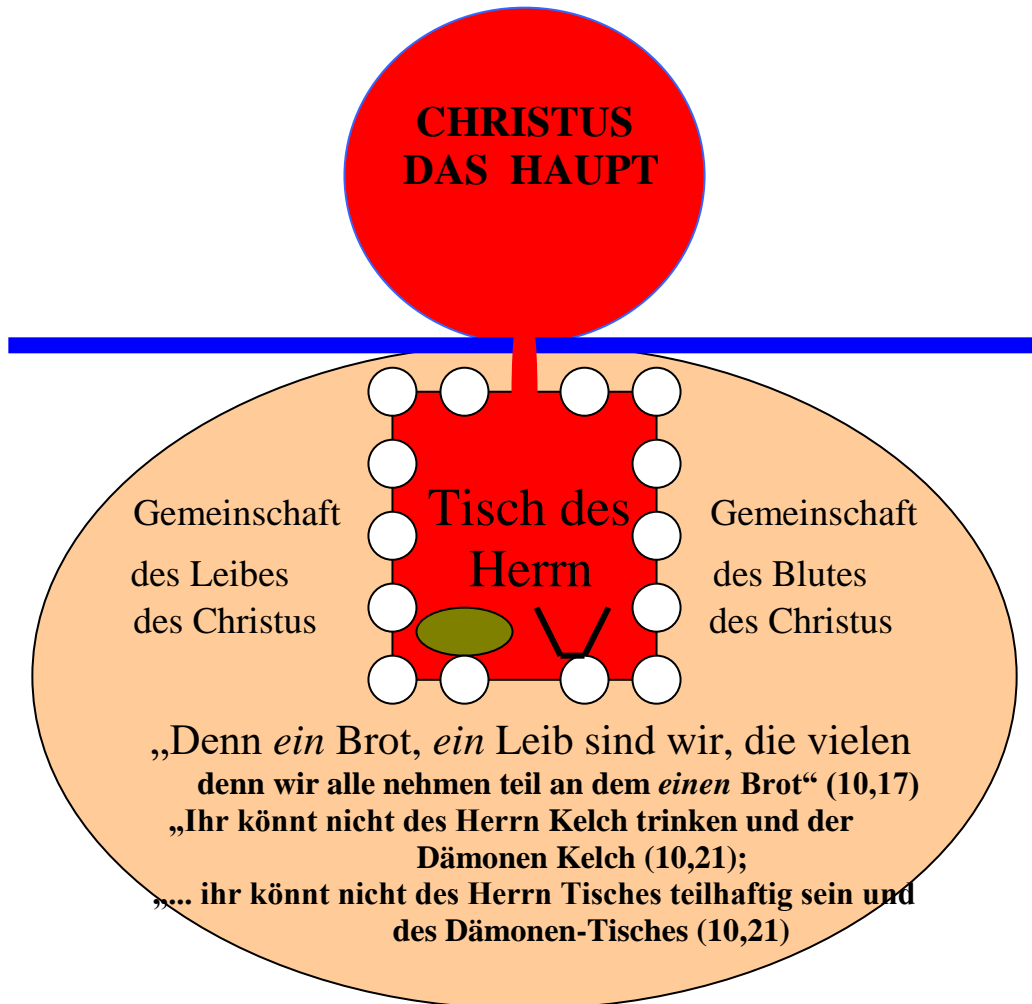 CHRISTUS
DAS HAUPT
Tisch des
Herrn
Gemeinschaft
des Leibes
des Christus
Gemeinschaft
des Blutes
des Christus
„Denn ein Brot, ein Leib sind wir, die vielen
denn wir alle nehmen teil an dem einen Brot“ (10,17)
„Ihr könnt nicht des Herrn Kelch trinken und der
Dämonen Kelch (10,21);
„... ihr könnt nicht des Herrn Tisches teilhaftig sein und
des Dämonen-Tisches (10,21)